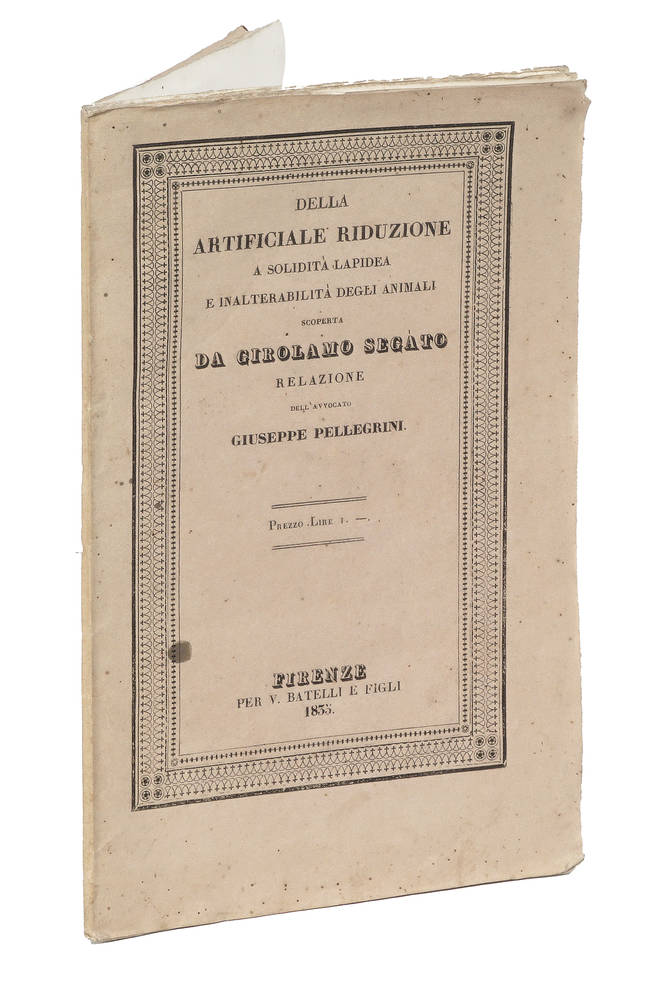 DELLA
ARTIFICIALE RIDUZIONE
A SOLIDITÀ LAPIDEA
E INALTERABILITÀ DEGLI ANIMALI
SCOPERTA
DA GIROLAMO SEGATO
RELAZIONE
DELL'AVVOCATO
GIUSEPPE PELLEGRINI.
PREZZO LIRE 1. —.
FIRENZE
PER V. BATELLI E FIGLI
1835.